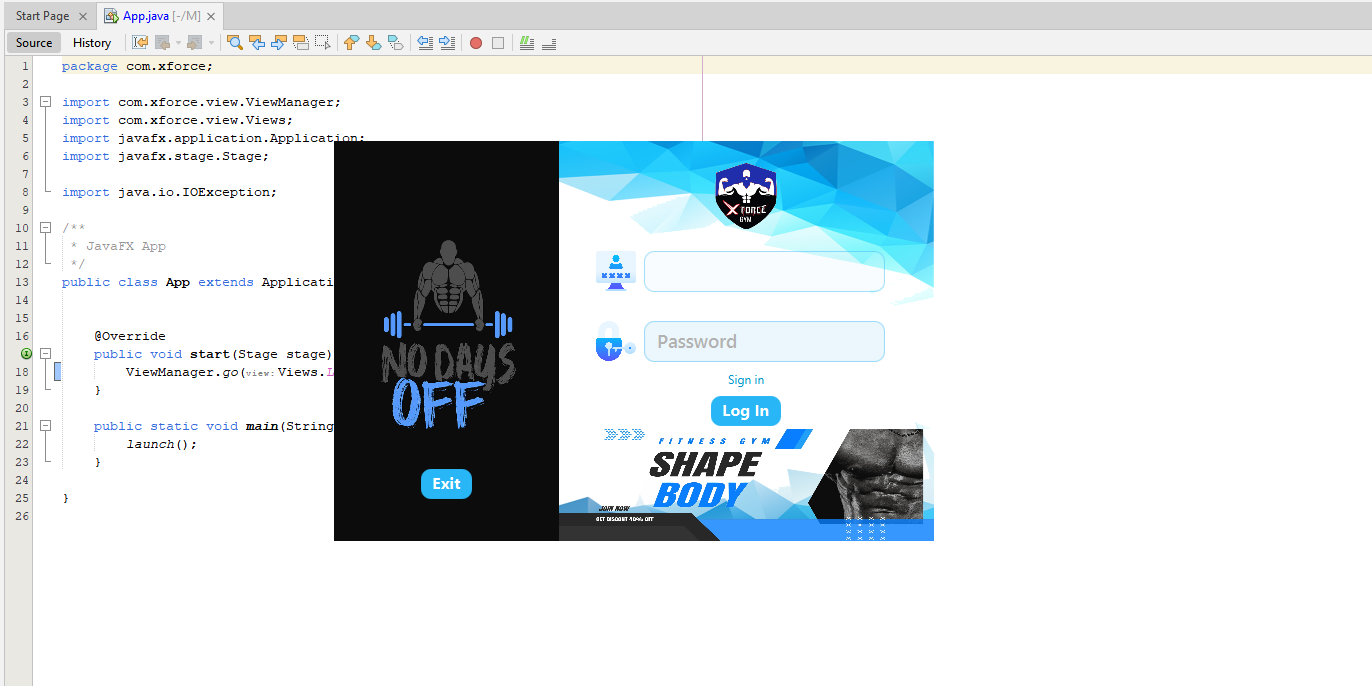 Start Page
App.java [-/M]
Source History
1 package com.xforce;
2
3 import com.xforce.view.ViewManager;
4 import com.xforce.view.Views;
5 import javafx.application.Application;
6 import javafx.stage.Stage;
7
8 import java.io.IOException;
9
10 /**
11 * JavaFX App
12 */
13 public class App extends Applicati
14
15
16 @Override
17 public void start(Stage stage)
18 ViewManager.go(view: Views.L
19 }
20
21 public static void main(String
22 launch();
23 }
24
25 }
26
NO DAYS
OFF
Exit
X FORCE
GYM
Password
Sign in
Log In
FITNESS GYM
SHAPE
BODY
JOIN NOW
GET DISCOUNT 40% OFF